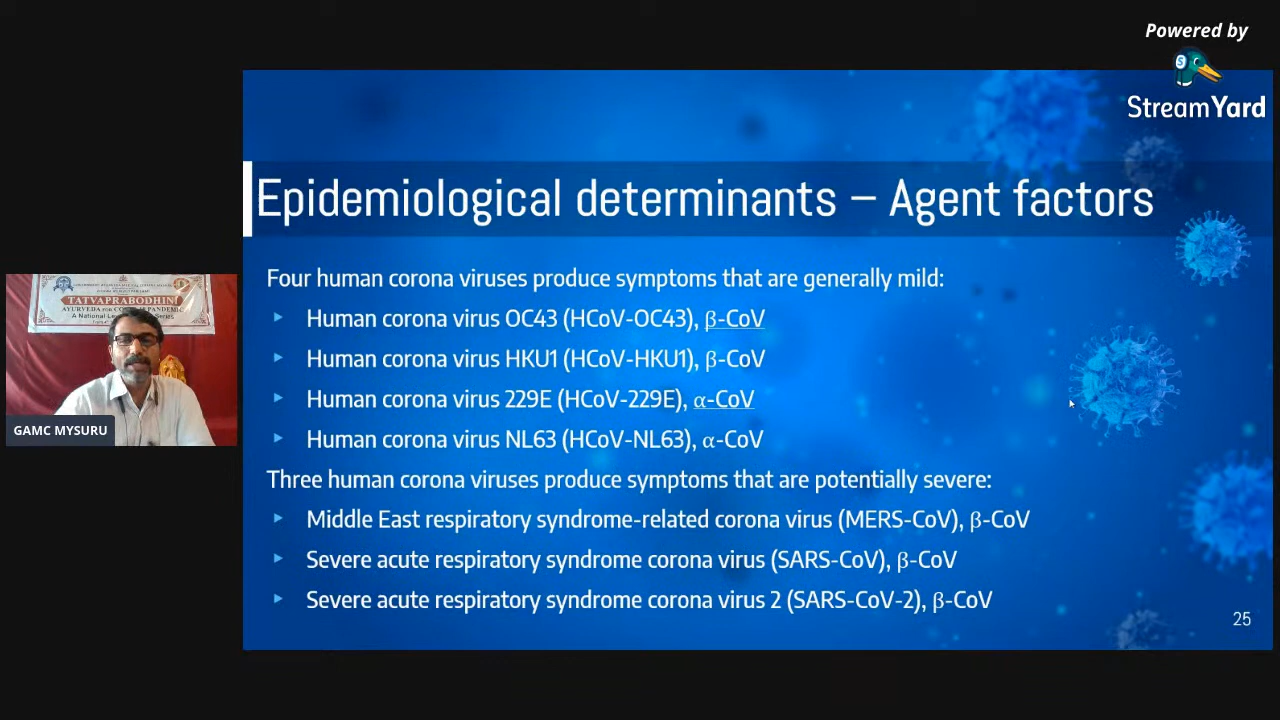 Powered by
StreamYard
Epidemiological determinants – Agent factors
Four human corona viruses produce symptoms that are generally mild:
Human corona virus OC43 (HCoV-OC43), β-CoV
Human corona virus HKU1 (HCoV-HKU1), β-CoV
Human corona virus 229E (HCoV-229E), α-CoV
Human corona virus NL63 (HCoV-NL63), α-CoV
Three human corona viruses produce symptoms that are potentially severe:
Middle East respiratory syndrome-related corona virus (MERS-CoV), β-CoV
Severe acute respiratory syndrome corona virus (SARS-CoV), β-CoV
Severe acute respiratory syndrome corona virus 2 (SARS-CoV-2), β-CoV
25
TATVAPRABODHINI
AYURVEDA
PANDEMIC
A National
Series
GAMC MYSURU